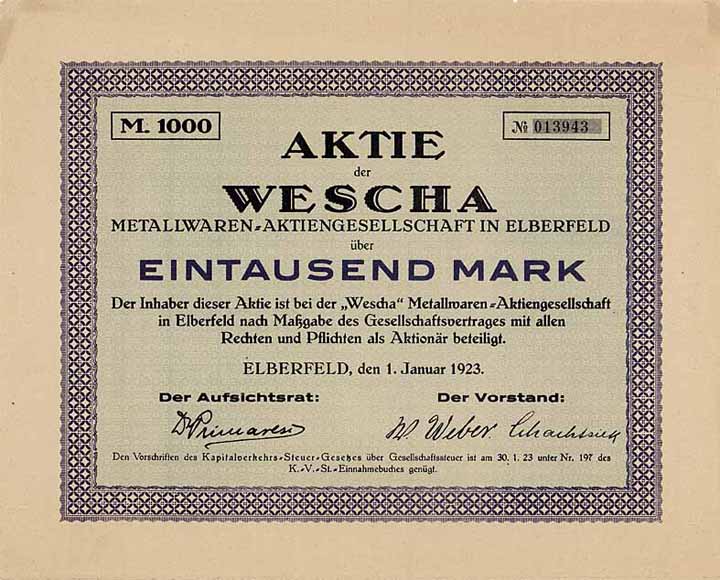 M. 1000
№ 013943
AKTIE
der
WESCHA
METALLWAREN-AKTIENGESELLSCHAFT IN ELBERFELD
über
EINTAUSEND MARK
Der Inhaber dieser Aktie ist bei der „Wescha“ Metallwaren-Aktiengesellschaft
in Elberfeld nach Maßgabe des Gesellschaftsvertrages mit allen
Rechten und Pflichten als Aktionär beteiligt.
ELBERFELD, den 1. Januar 1923.
Der Aufsichtsrat: Der Vorstand:
Dr Primavesi W. Weber. Schachtsiek
Den Vorschriften des Kapitalverkehrs-Steuer-Gesetzes über Gesellschaftssteuer ist am 30. 1. 23 unter Nr. 197 des
K.-V.-St.-Einnahmebuches genügt.